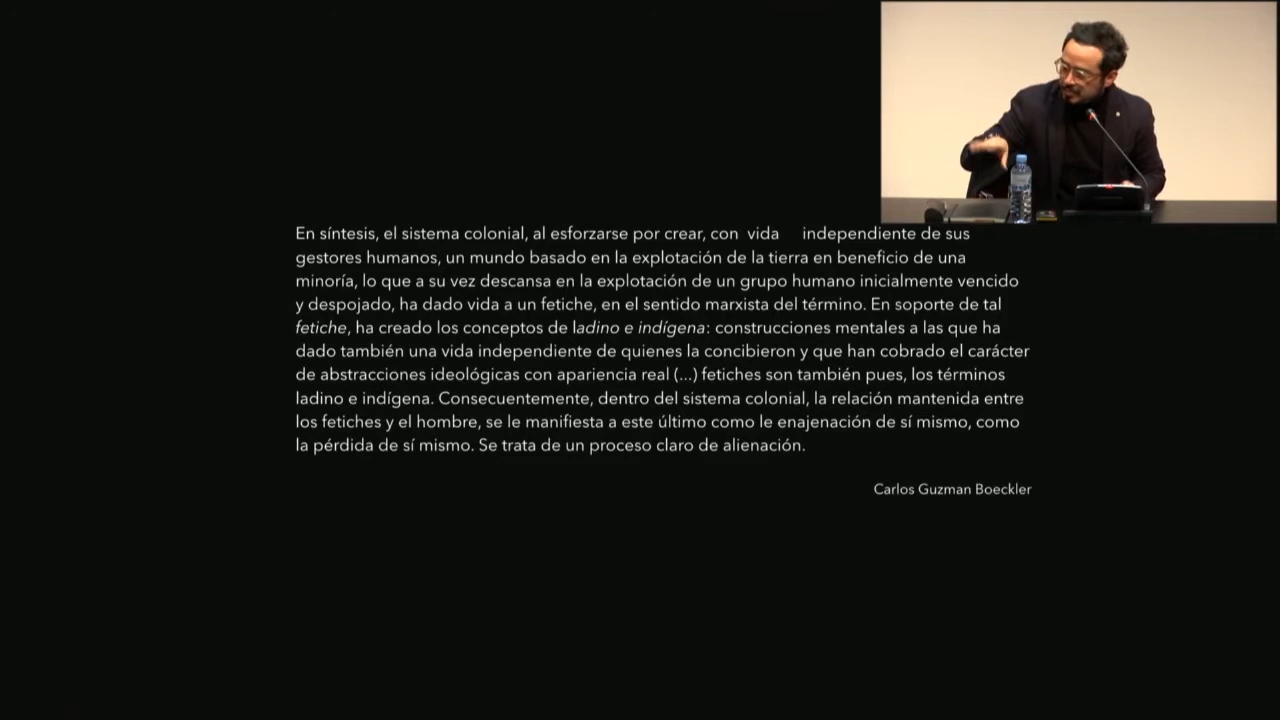 En síntesis, el sistema colonial, al esforzarse por crear, con vida independiente de sus
gestores humanos, un mundo basado en la explotación de la tierra en beneficio de una
minoría, lo que a su vez descansa en la explotación de un grupo humano inicialmente vencido
y despojado, ha dado vida a un fetiche, en el sentido marxista del término. En soporte de tal
fetiche, ha creado los conceptos de ladino e indígena: construcciones mentales a las que ha
dado también una vida independiente de quienes la concibieron y que han cobrado el carácter
de abstracciones ideológicas con apariencia real (...) fetiches son también pues, los términos
ladino e indígena. Consecuentemente, dentro del sistema colonial, la relación mantenida entre
los fetiches y el hombre, se le manifiesta a este último como le enajenación de sí mismo, como
la pérdida de sí mismo. Se trata de un proceso claro de alienación.
Carlos Guzman Boeckler